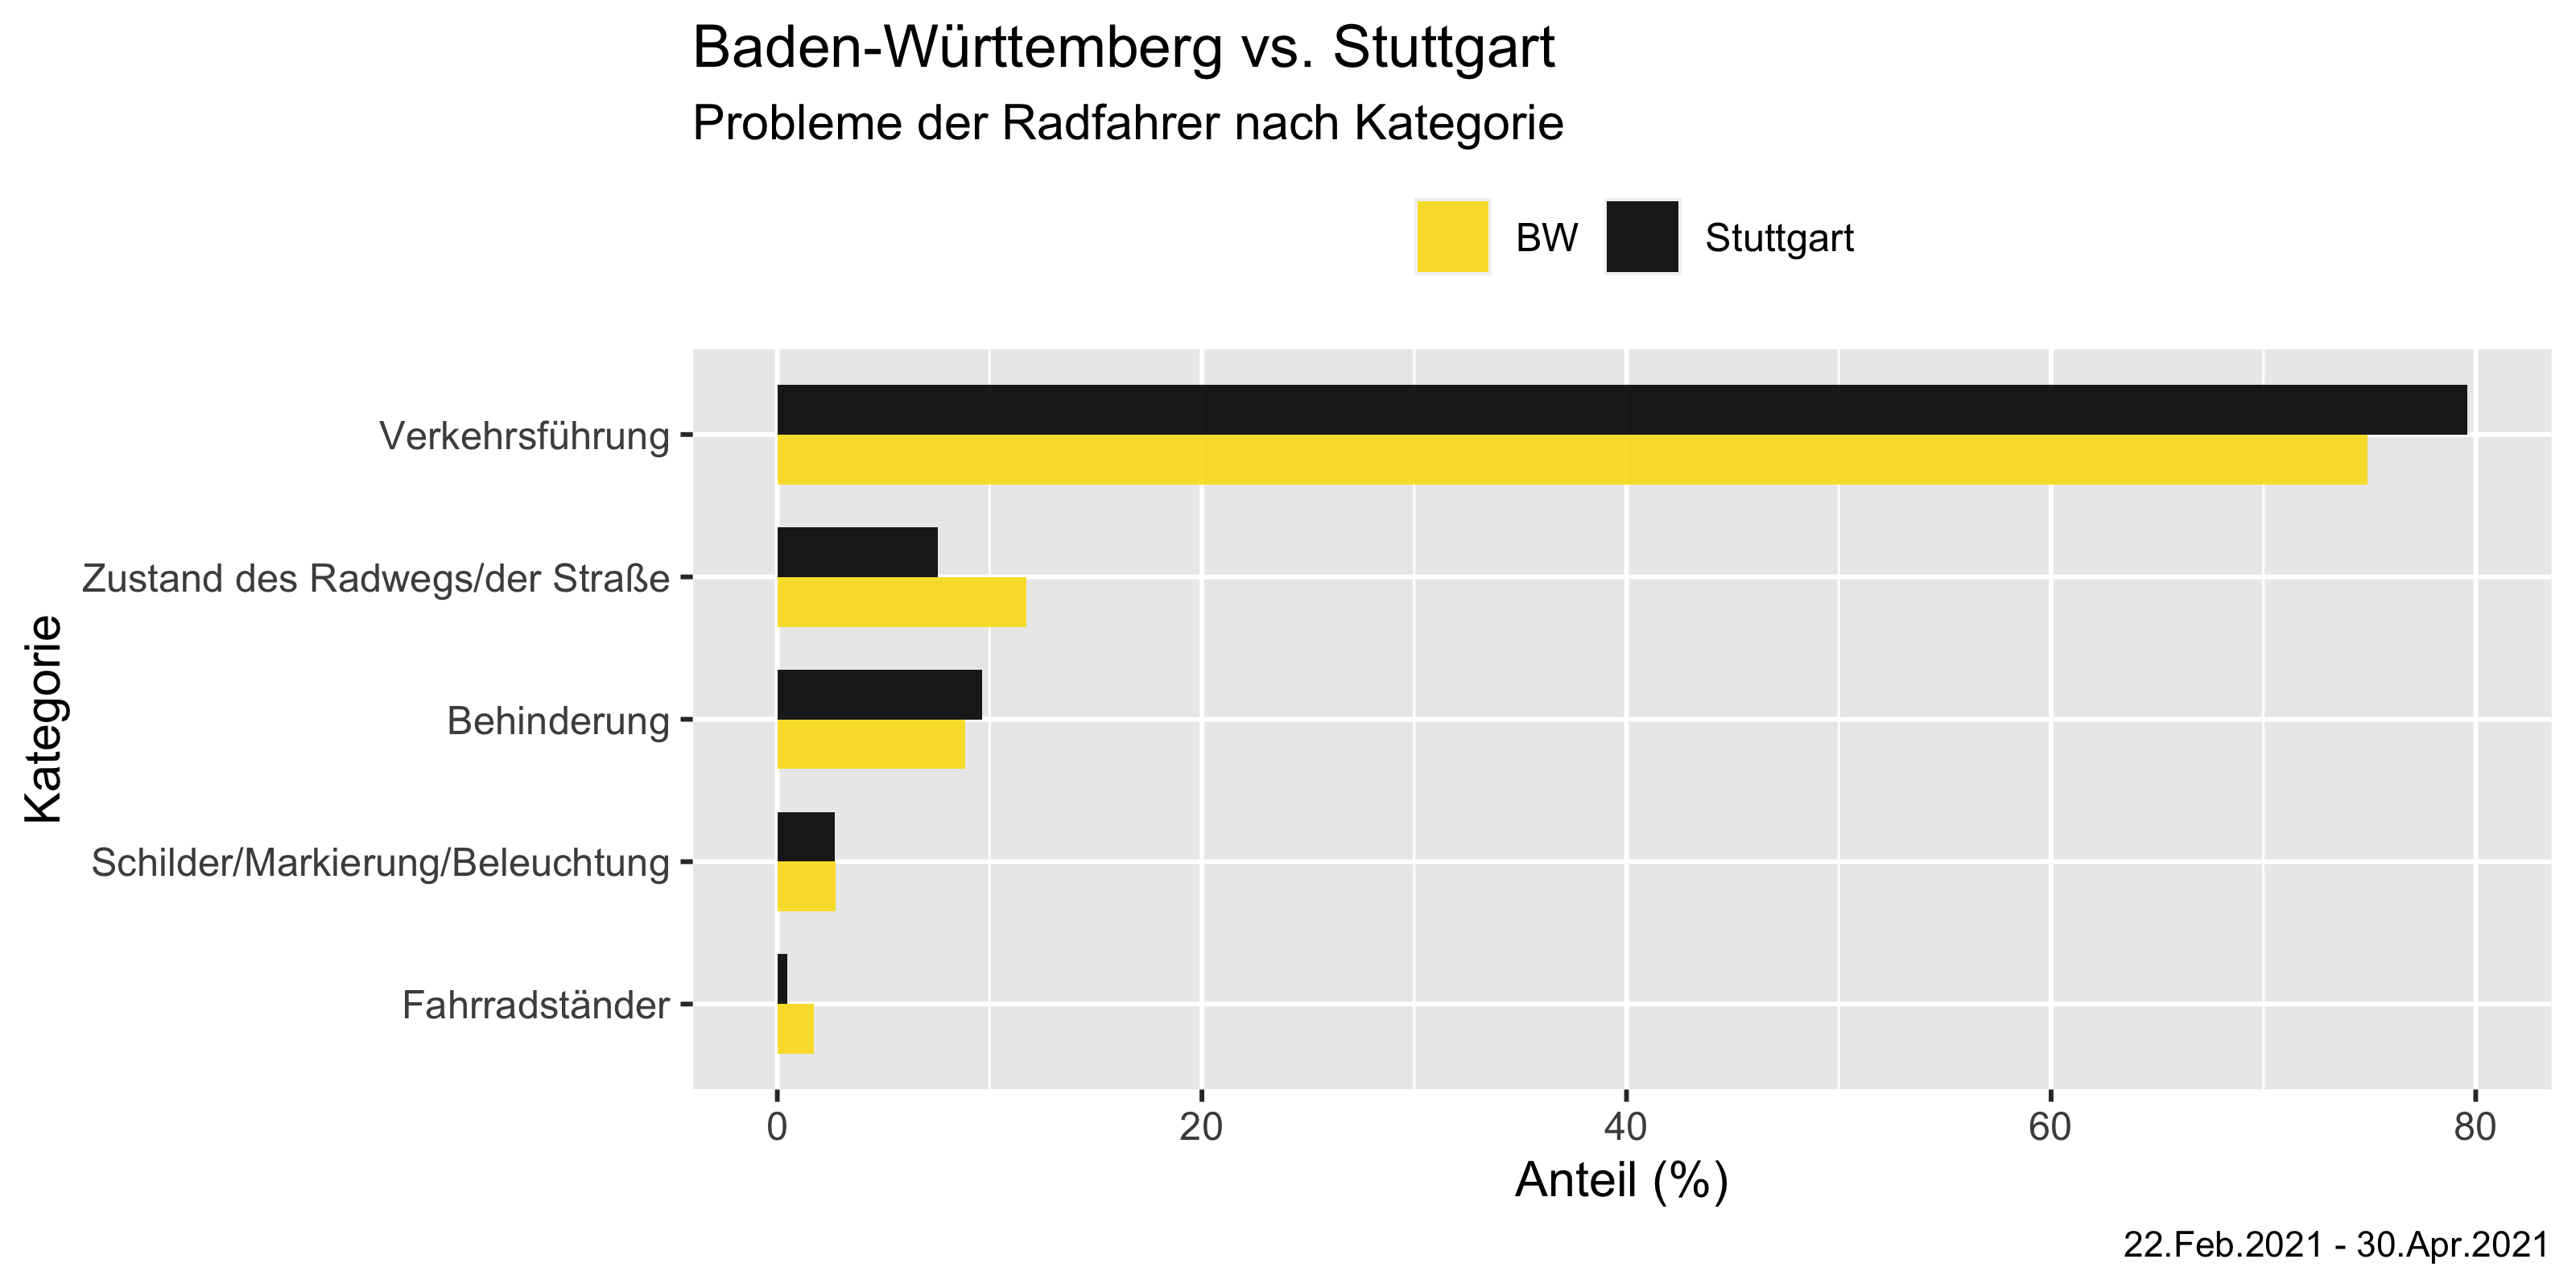 Baden-Württemberg vs. Stuttgart
Probleme der Radfahrer nach Kategorie
BW Stuttgart
Kategorie
Verkehrsführung
Zustand des Radwegs/der Straße
Behinderung
Schilder/Markierung/Beleuchtung
Fahrradständer
0 20 40 60 80
Anteil (%)
22.Feb.2021 - 30.Apr.2021